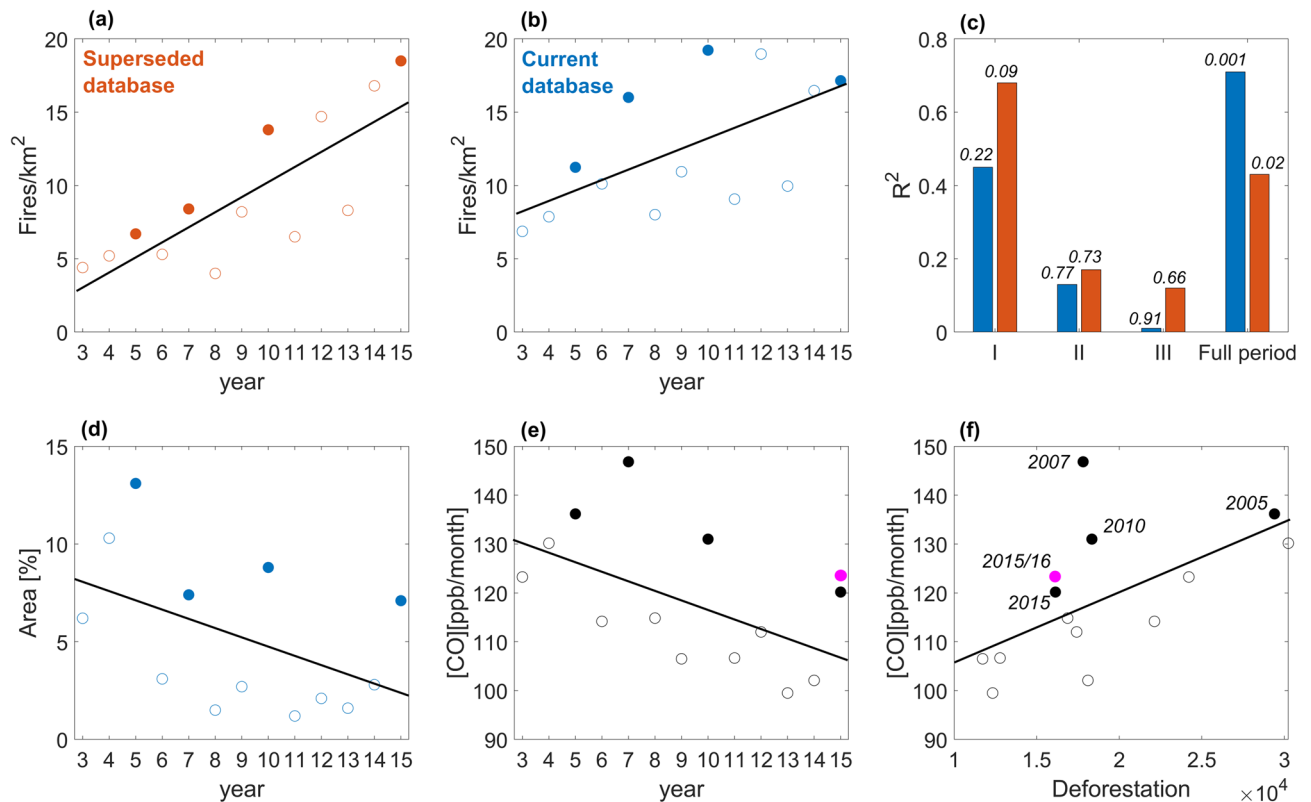 (a)
Superseded
database
20
15
10
5
0
Fires/km²
3 4 5 6 7 8 9 10 11 12 13 14 15
year
(b)
Current
database
20
15
10
5
0
Fires/km²
3 4 5 6 7 8 9 10 11 12 13 14 15
year
(c)
0.8
0.6
0.4
0.2
0
R²
0.22
0.09
0.77
0.73
0.91
0.66
0.001
0.02
I II III Full period
(d)
15
10
5
0
Area [%]
3 4 5 6 7 8 9 10 11 12 13 14 15
year
(e)
150
140
130
120
110
100
90
[CO][ppb/month]
3 4 5 6 7 8 9 10 11 12 13 14 15
year
(f)
150
140
130
120
110
100
90
[CO][ppb/month]
2007
2005
2010
2015/16
2015
1 2 3
Deforestation
×10⁴